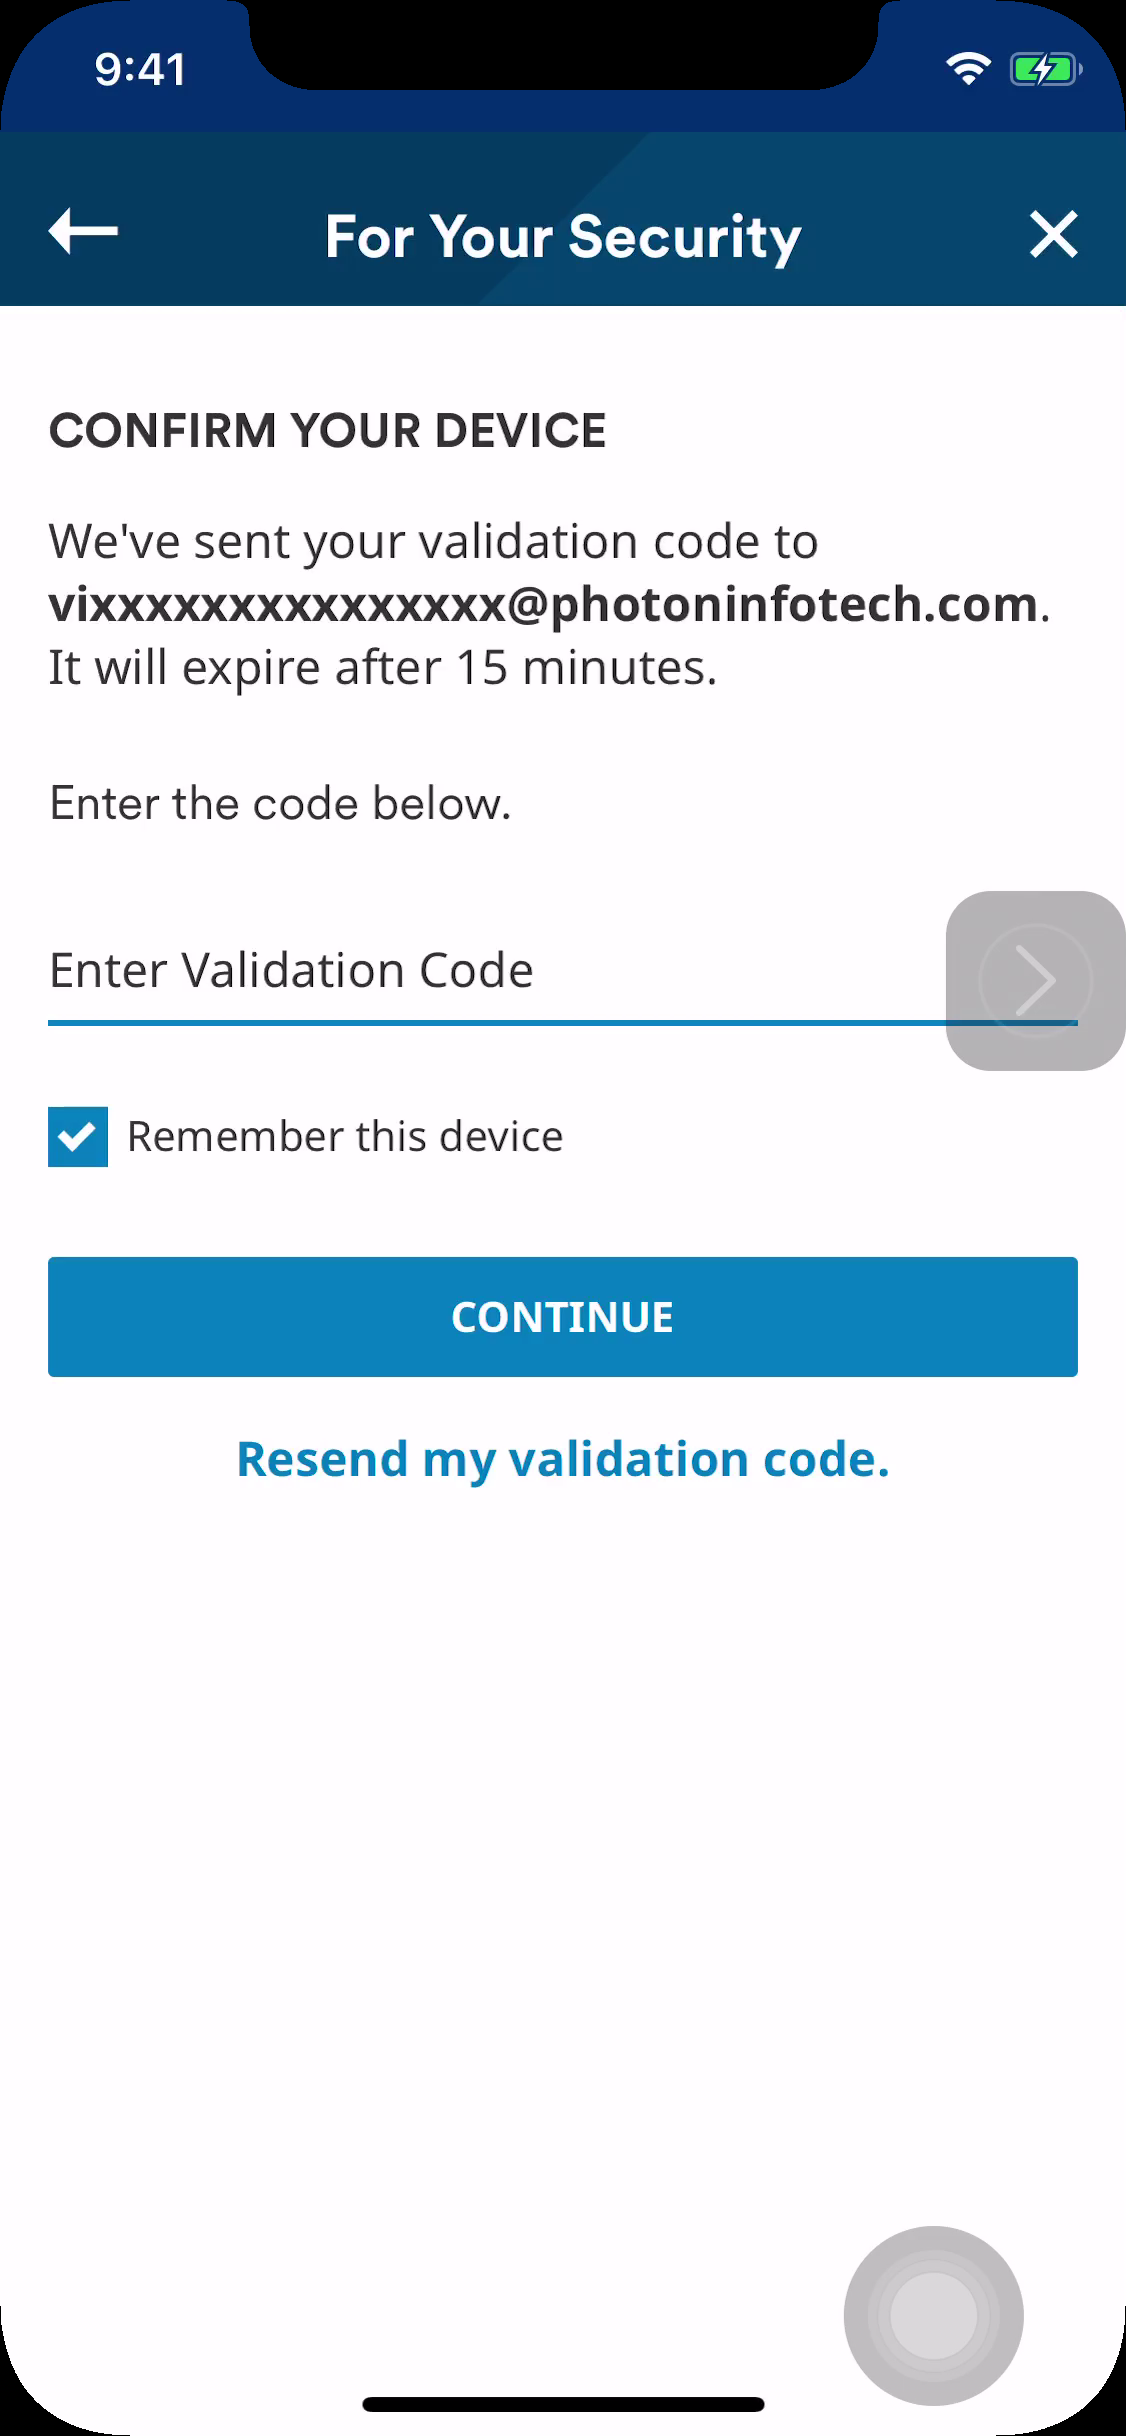 9:41
For Your Security
CONFIRM YOUR DEVICE
We've sent your validation code to
vixxxxxxxxxxxxxxx@photoninfotech.com.
It will expire after 15 minutes.
Enter the code below.
Enter Validation Code
Remember this device
CONTINUE
Resend my validation code.